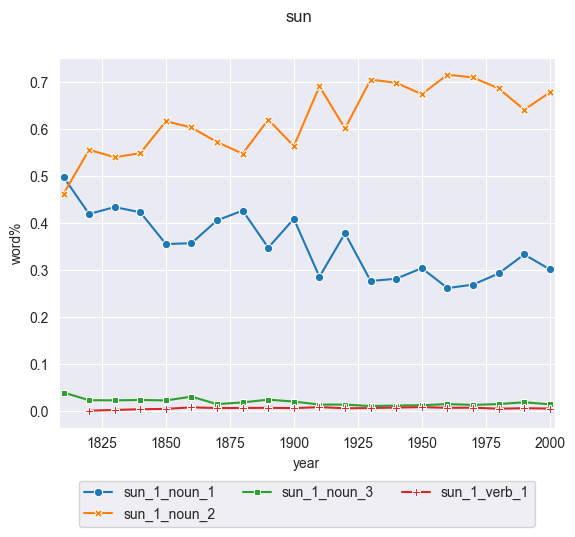 sun
0.7
0.6
0.5
0.4
0.3
0.2
0.1
0.0
word%
1825 1850 1875 1900 1925 1950 1975 2000
year
sun_1_noun_1 sun_1_noun_3 sun_1_verb_1
sun_1_noun_2